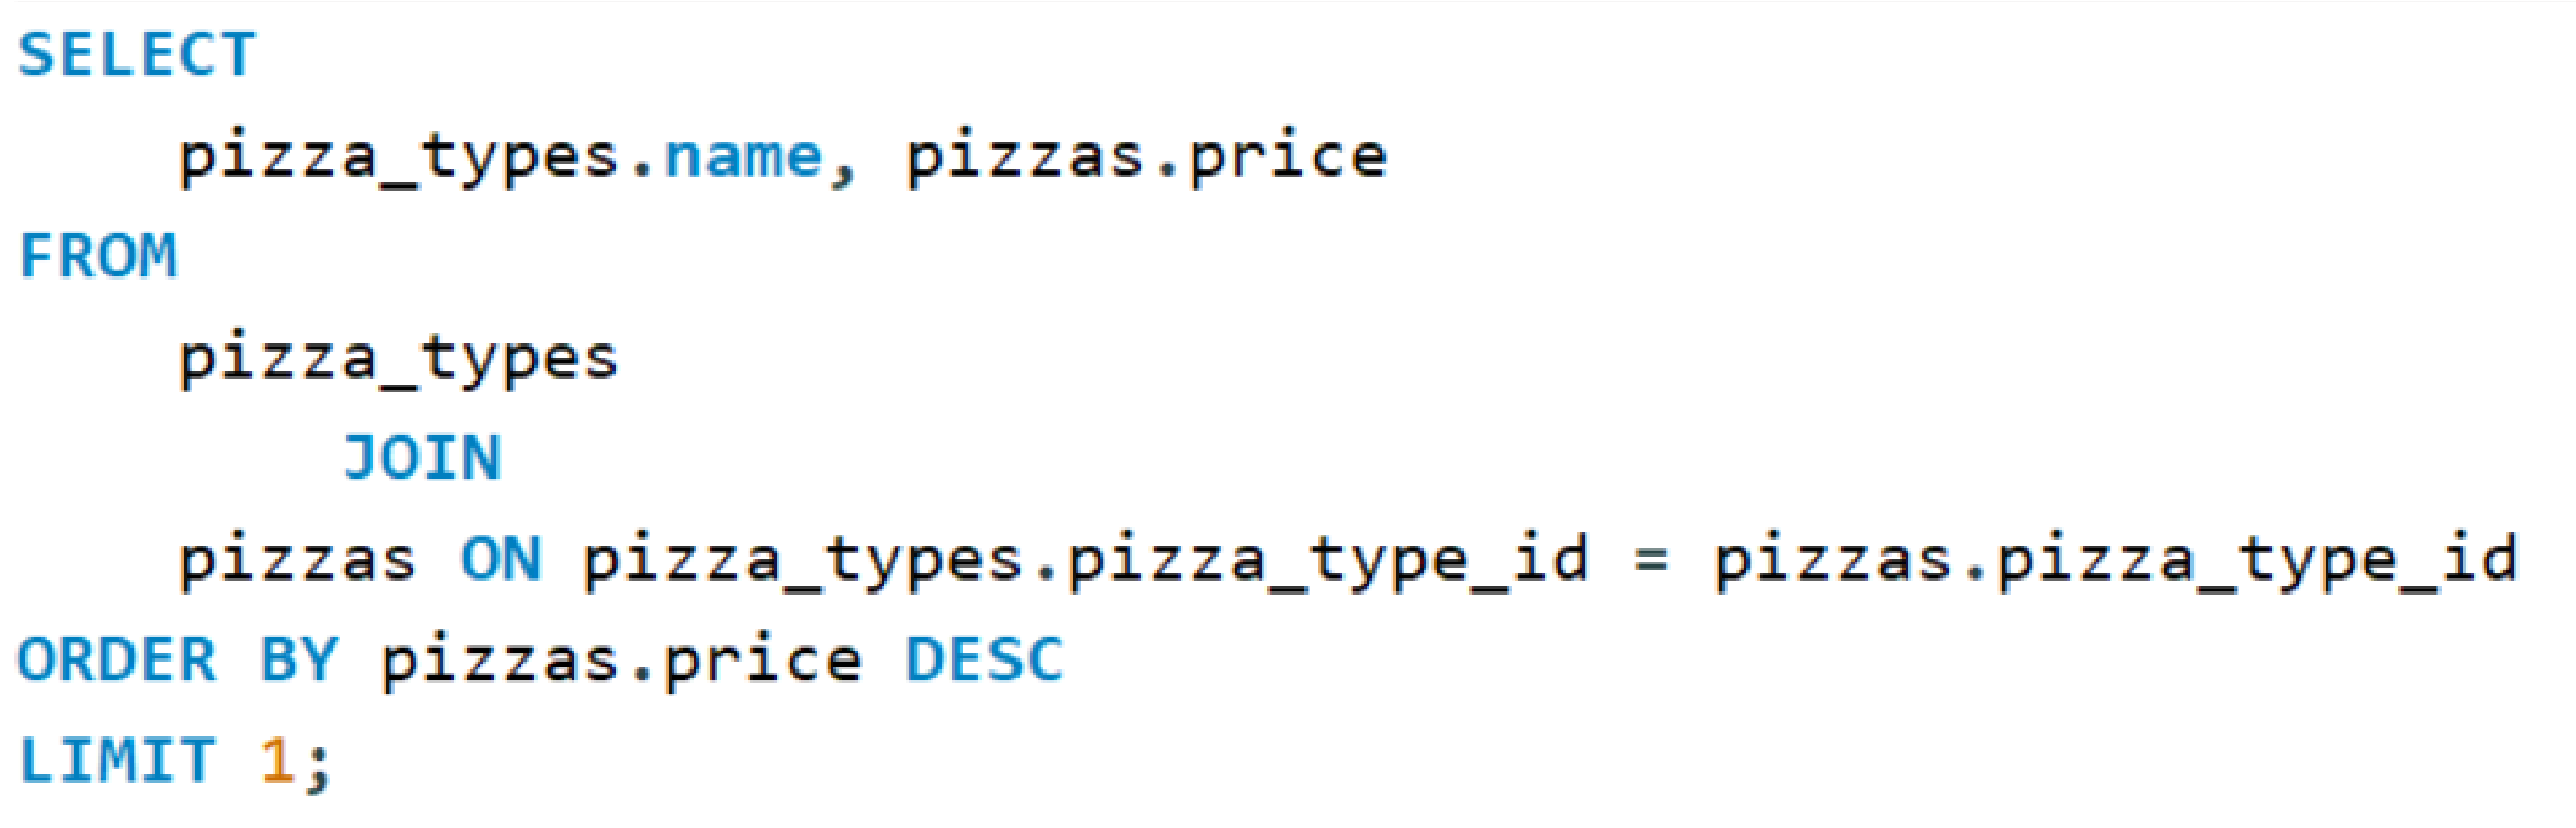 SELECT
    pizza_types.name, pizzas.price
FROM
    pizza_types
        JOIN
    pizzas ON pizza_types.pizza_type_id = pizzas.pizza_type_id
ORDER BY pizzas.price DESC
LIMIT 1;